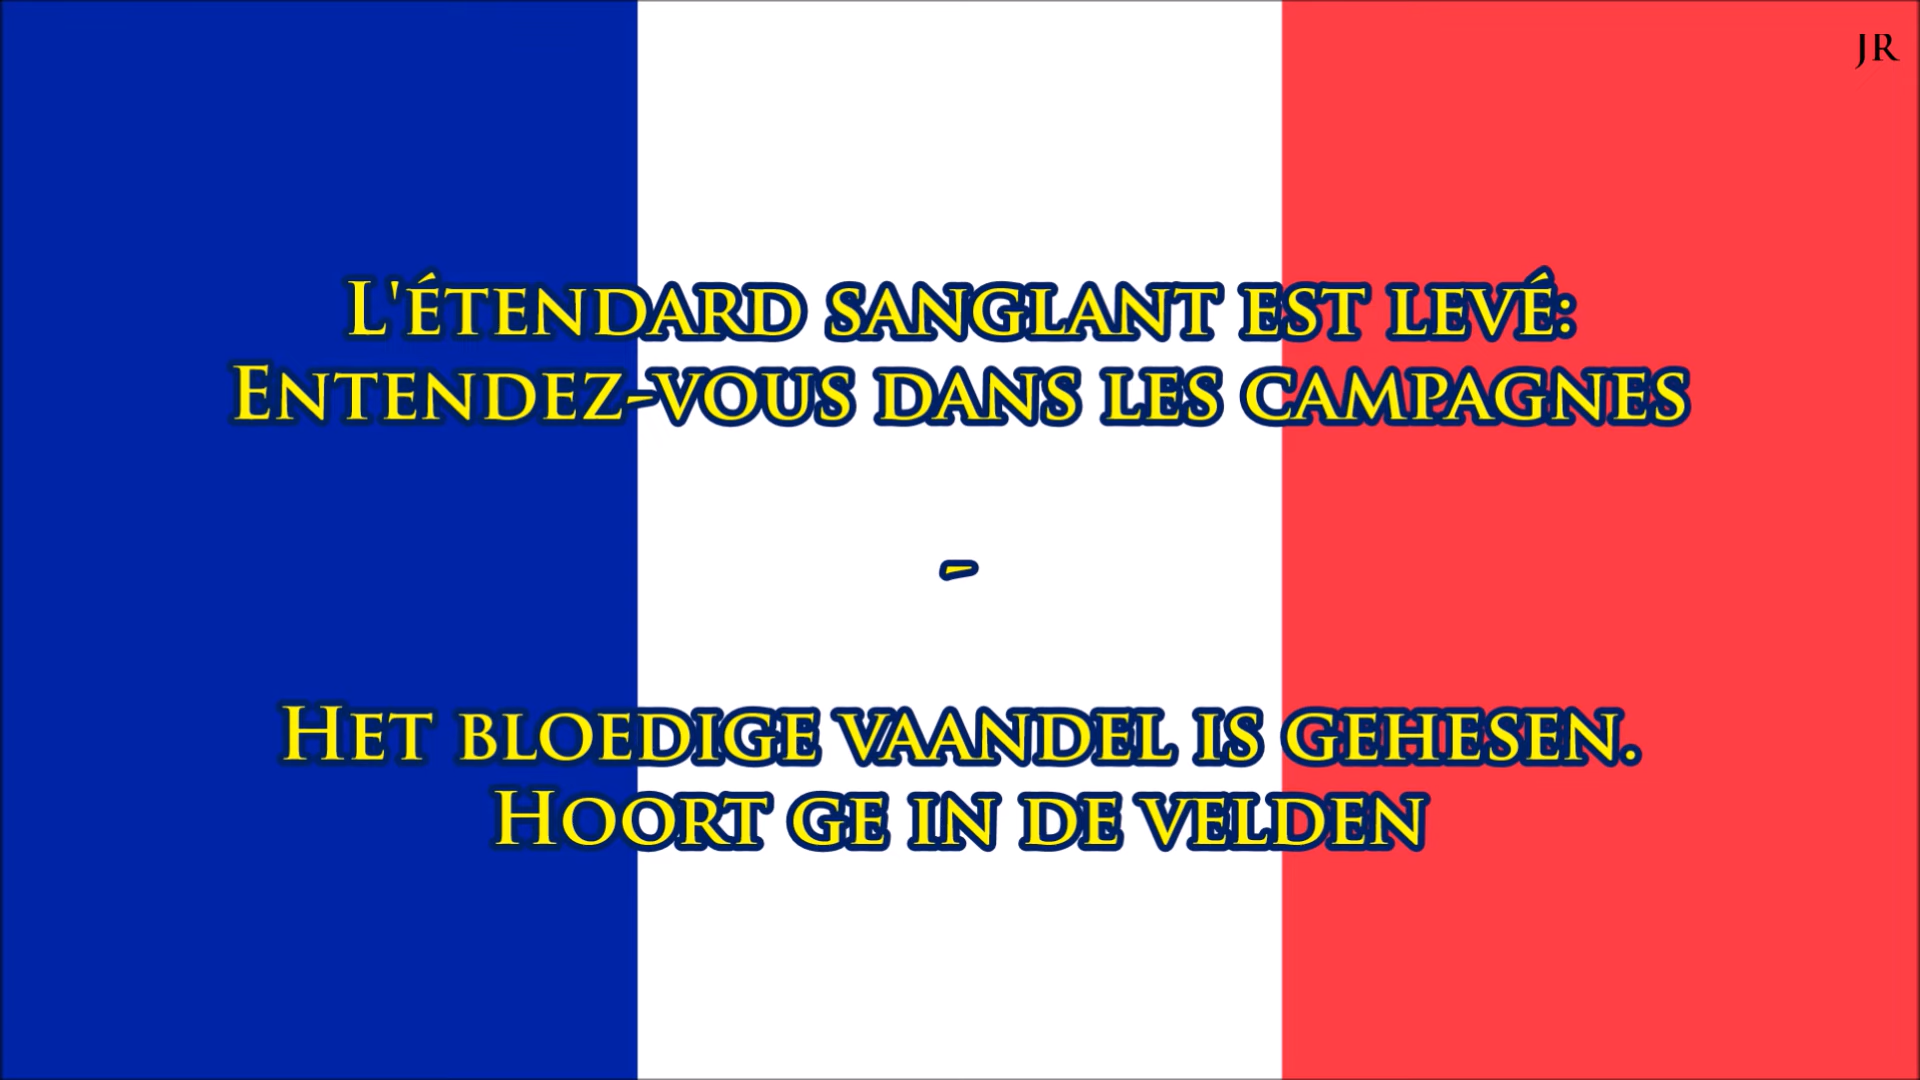 JR
L'étendard sanglant est levé:
Entendez-vous dans les campagnes
-
Het bloedige vaandel is gehesen.
Hoort ge in de velden